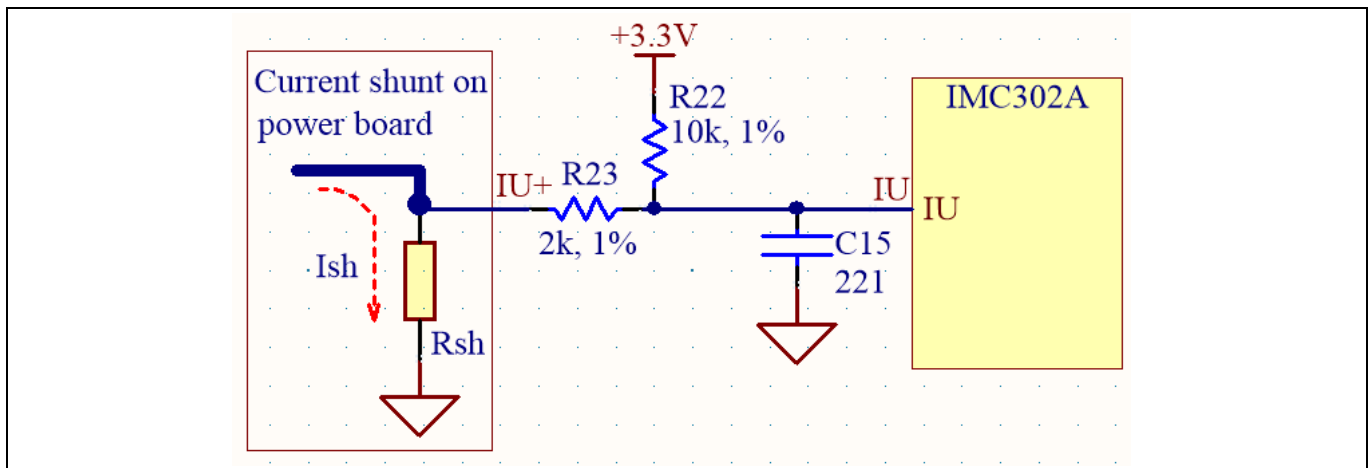 Current shunt on
power board
Ish
Rsh
IU+
R23
2k, 1%
+3.3V
R22
10k, 1%
C15
221
IU
IMC302A
IU